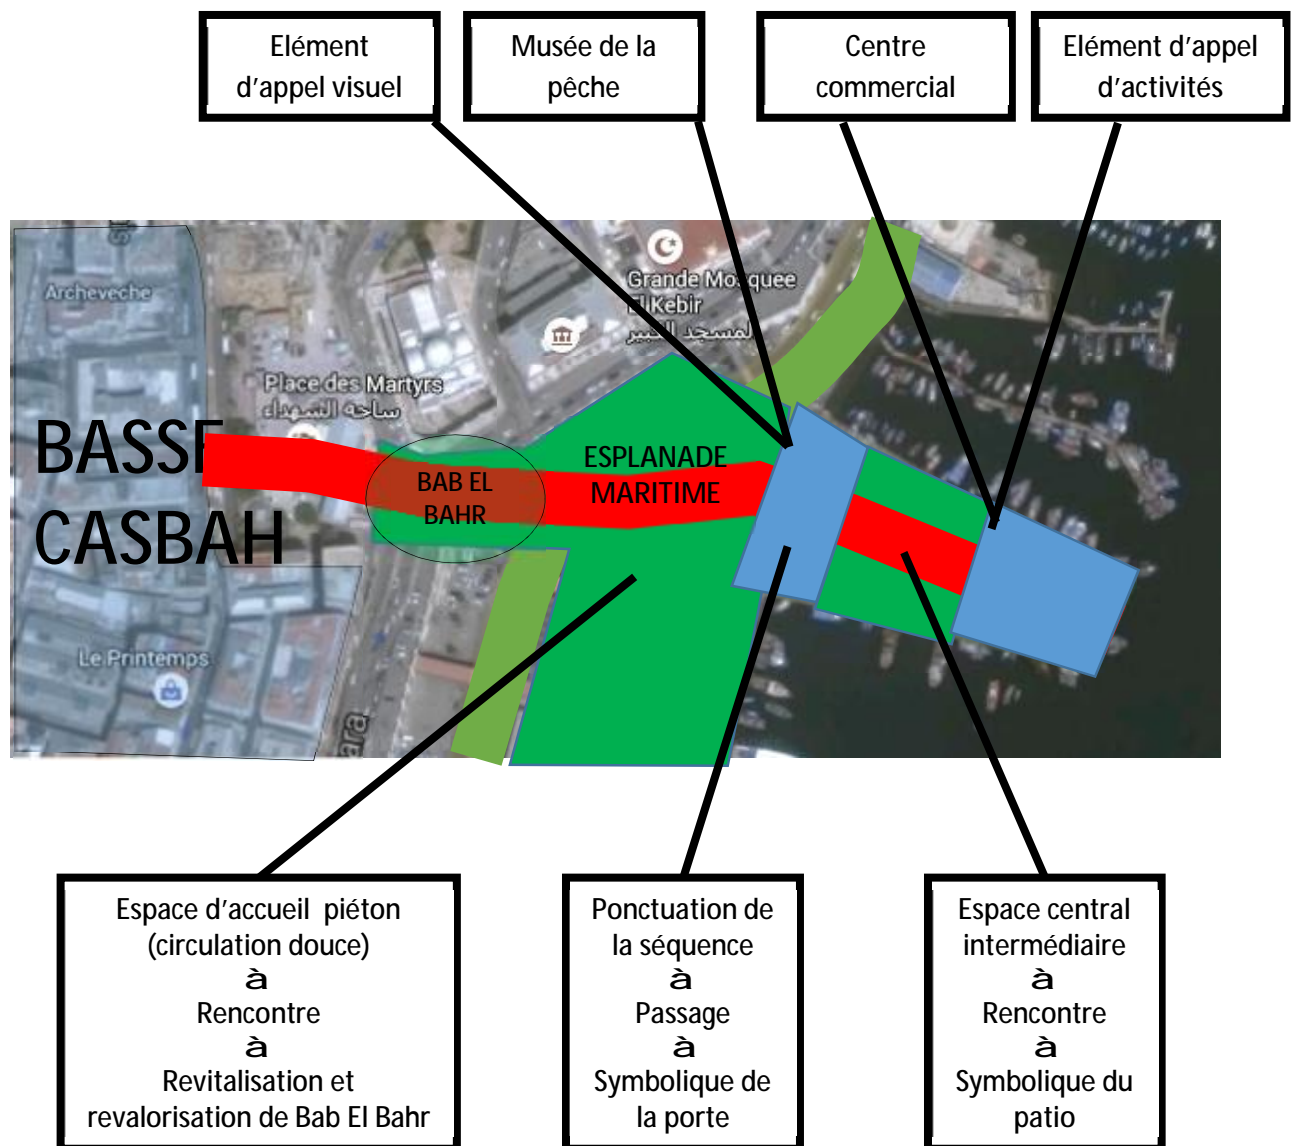 Elément
d'appel visuel
Musée de la
pêche
Centre
commercial
Elément d'appel
d'activités
Archeveche
Grande Mosquee
El Kebir
Place des Martyrs
ساحة الشهداء
BASSE
CASBAH
BAB EL
BAHR
ESPLANADE
MARITIME
Le Printemps
ara
Espace d'accueil piéton
(circulation douce)
à
Rencontre
à
Revitalisation et
revalorisation de Bab El Bahr
Ponctuation de
la séquence
à
Passage
à
Symbolique de
la porte
Espace central
intermédiaire
à
Rencontre
à
Symbolique du
patio